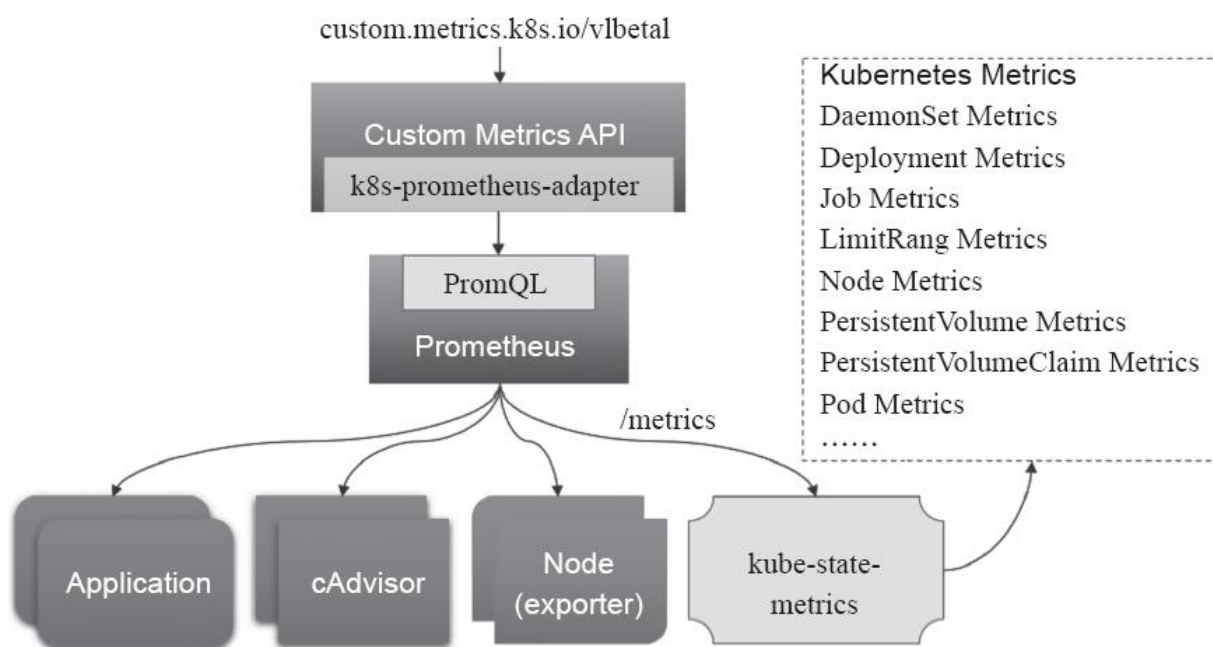 custom.metrics.k8s.io/vlbetal
Custom Metrics API
k8s-prometheus-adapter
PromQL
Prometheus
/metrics
Application
cAdvisor
Node
(exporter)
kube-state-
metrics
Kubernetes Metrics
DaemonSet Metrics
Deployment Metrics
Job Metrics
LimitRang Metrics
Node Metrics
PersistentVolume Metrics
PersistentVolumeClaim Metrics
Pod Metrics
……